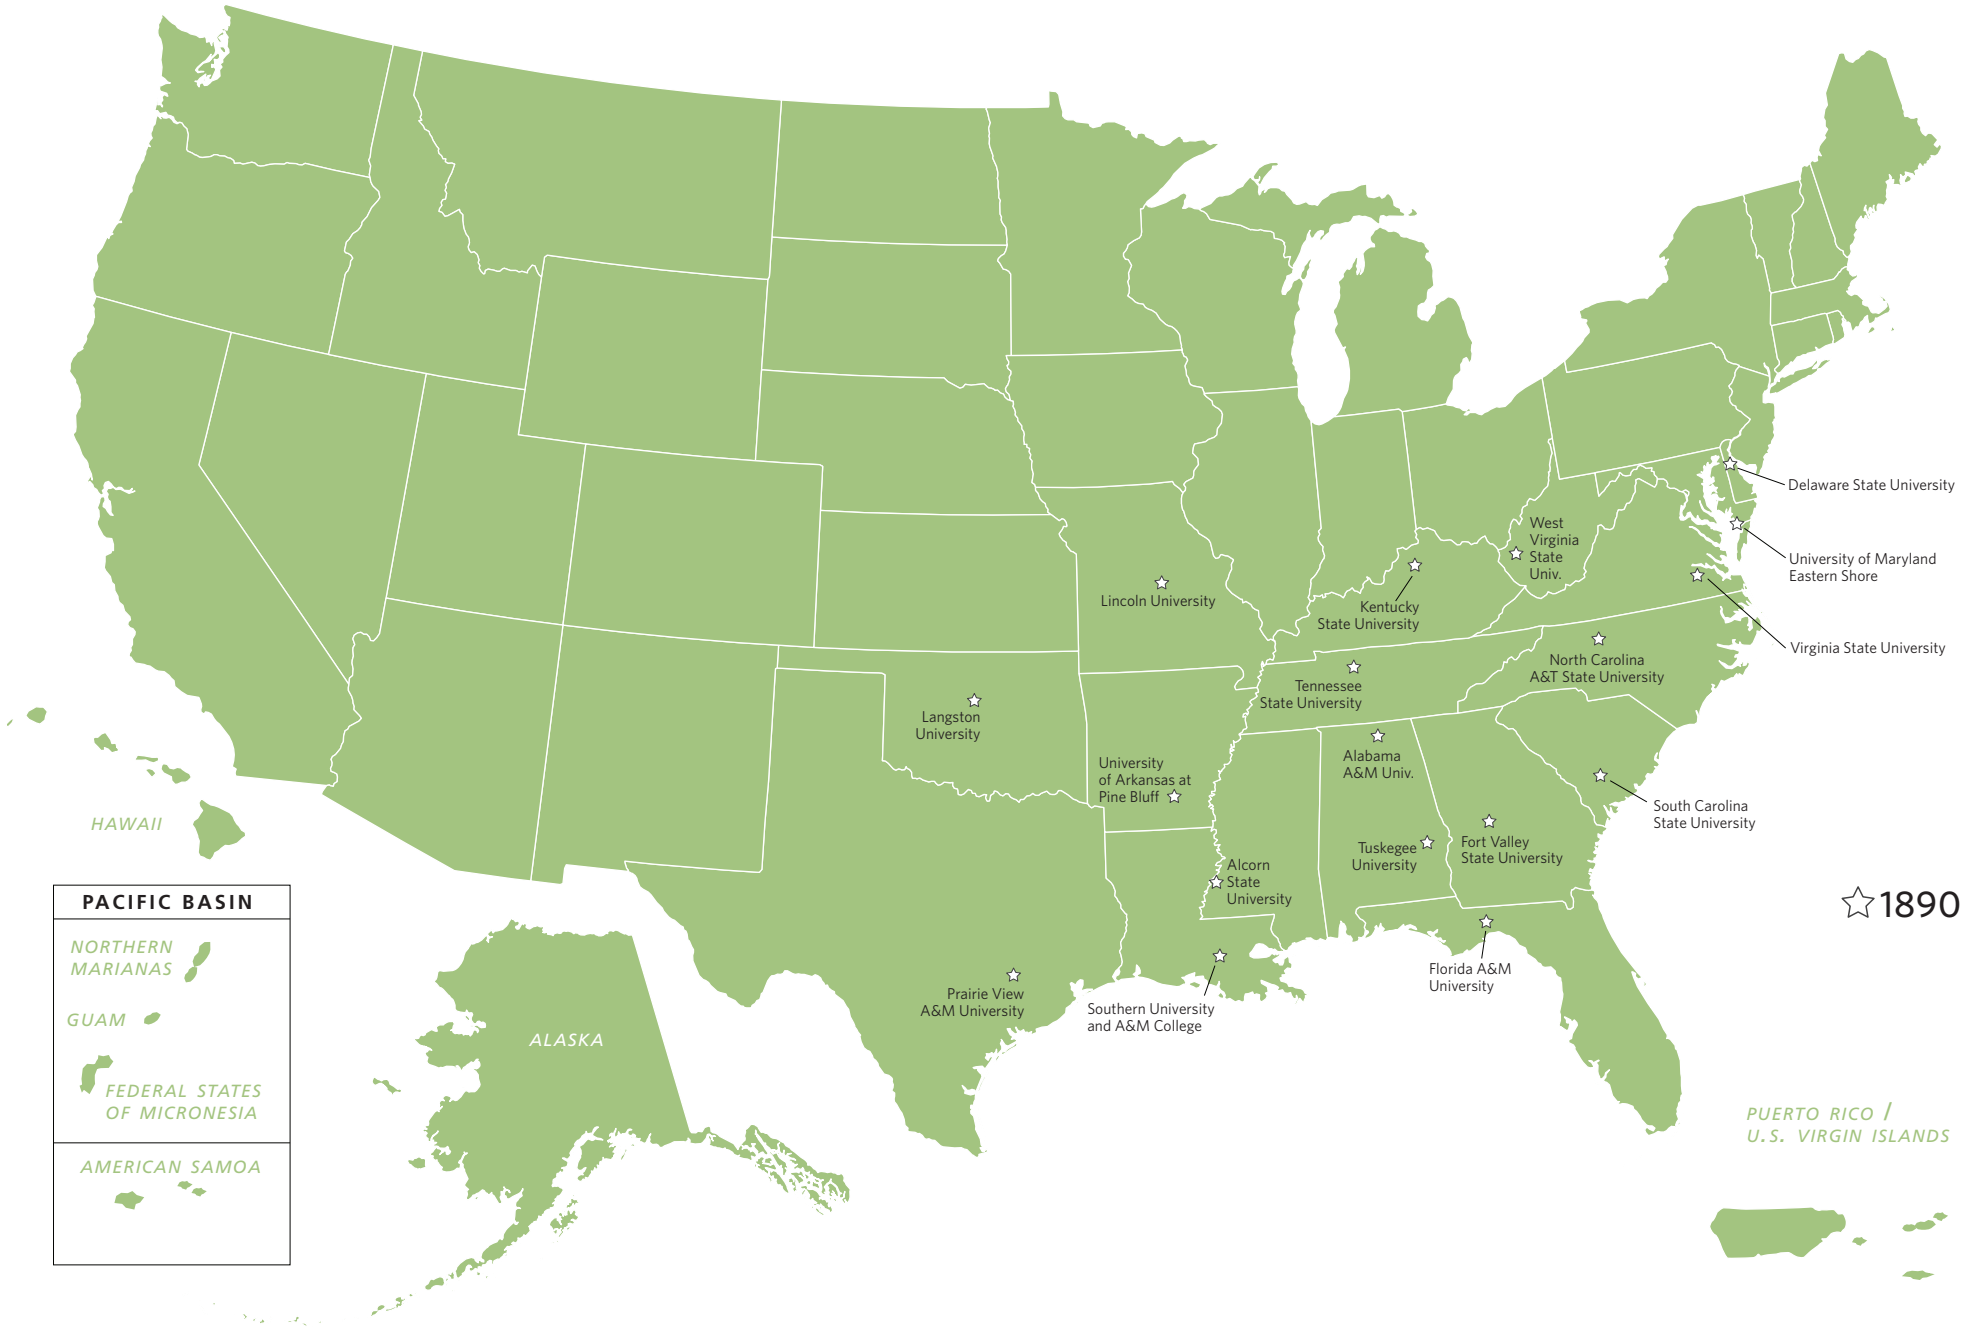 Delaware State University
West
Virginia
State
Univ.
University of Maryland
Eastern Shore
Lincoln University
Kentucky
State University
Virginia State University
North Carolina
A&T State University
Tennessee
State University
Langston
University
Alabama
A&M Univ.
University
of Arkansas at
Pine Bluff
South Carolina
State University
HAWAII
Tuskegee
University
Fort Valley
State University
Alcorn
State
University
1890
PACIFIC BASIN
NORTHERN
MARIANAS
GUAM
FEDERAL STATES
OF MICRONESIA
AMERICAN SAMOA
ALASKA
Prairie View
A&M University
Southern University
and A&M College
Florida A&M
University
PUERTO RICO /
U.S. VIRGIN ISLANDS